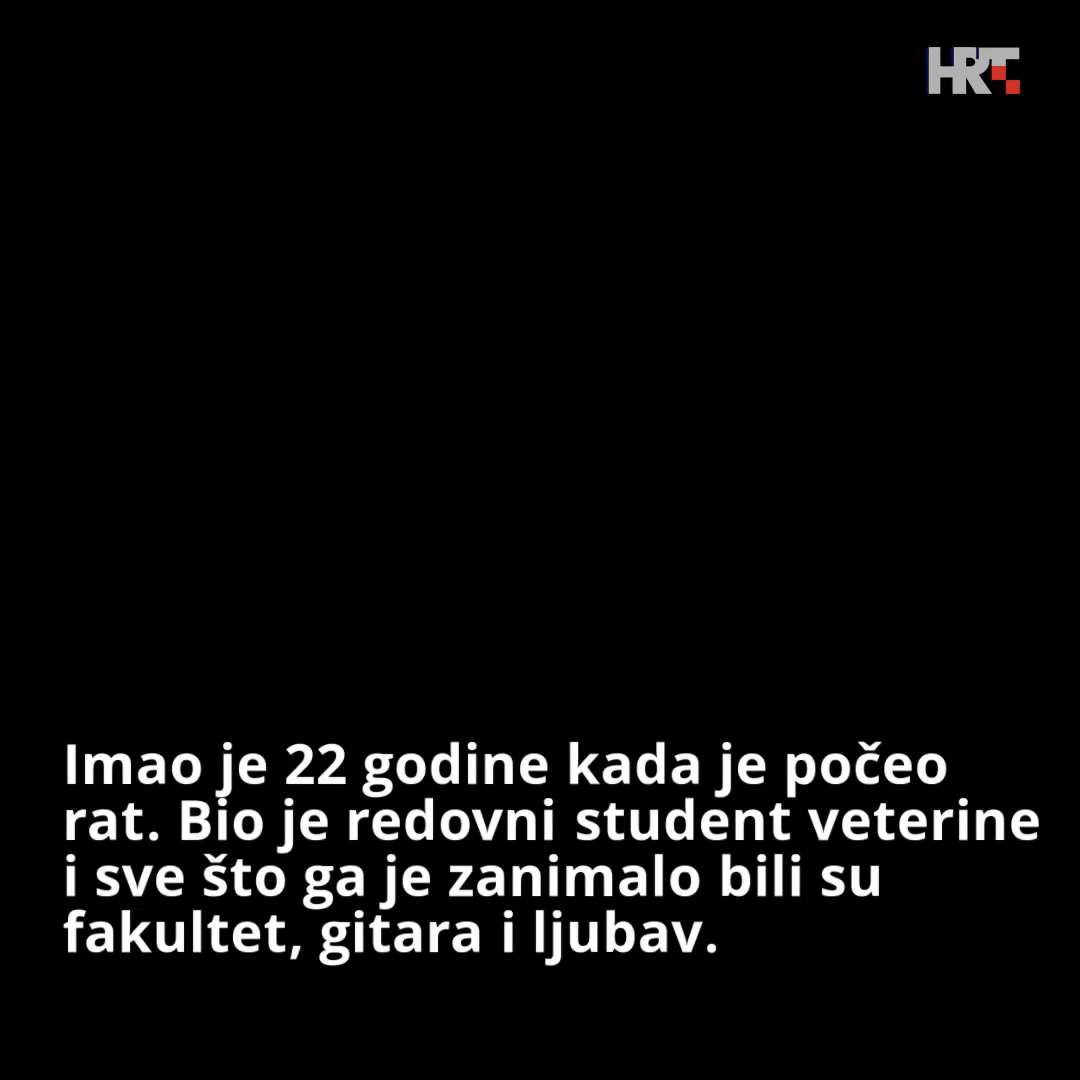 HRT
Imao je 22 godine kada je počeo
rat. Bio je redovni student veterine
i sve što ga je zanimalo bili su
fakultet, gitara i ljubav.